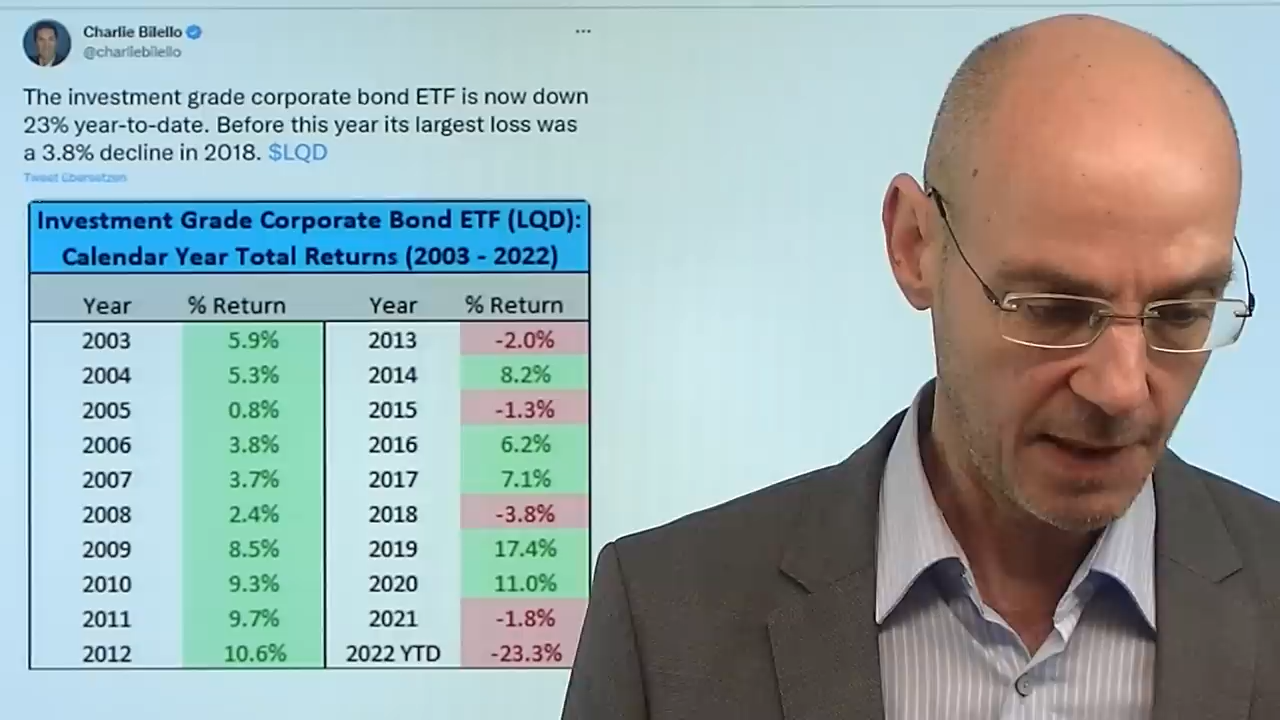 Charlie Bilello
@charliebilello
...
The investment grade corporate bond ETF is now down
23% year-to-date. Before this year its largest loss was
a 3.8% decline in 2018. $LQD
Tweet übersetzen
Investment Grade Corporate Bond ETF (LQD):
Calendar Year Total Returns (2003 - 2022)
Year % Return Year % Return
2003 5.9% 2013 -2.0%
2004 5.3% 2014 8.2%
2005 0.8% 2015 -1.3%
2006 3.8% 2016 6.2%
2007 3.7% 2017 7.1%
2008 2.4% 2018 -3.8%
2009 8.5% 2019 17.4%
2010 9.3% 2020 11.0%
2011 9.7% 2021 -1.8%
2012 10.6% 2022 YTD -23.3%